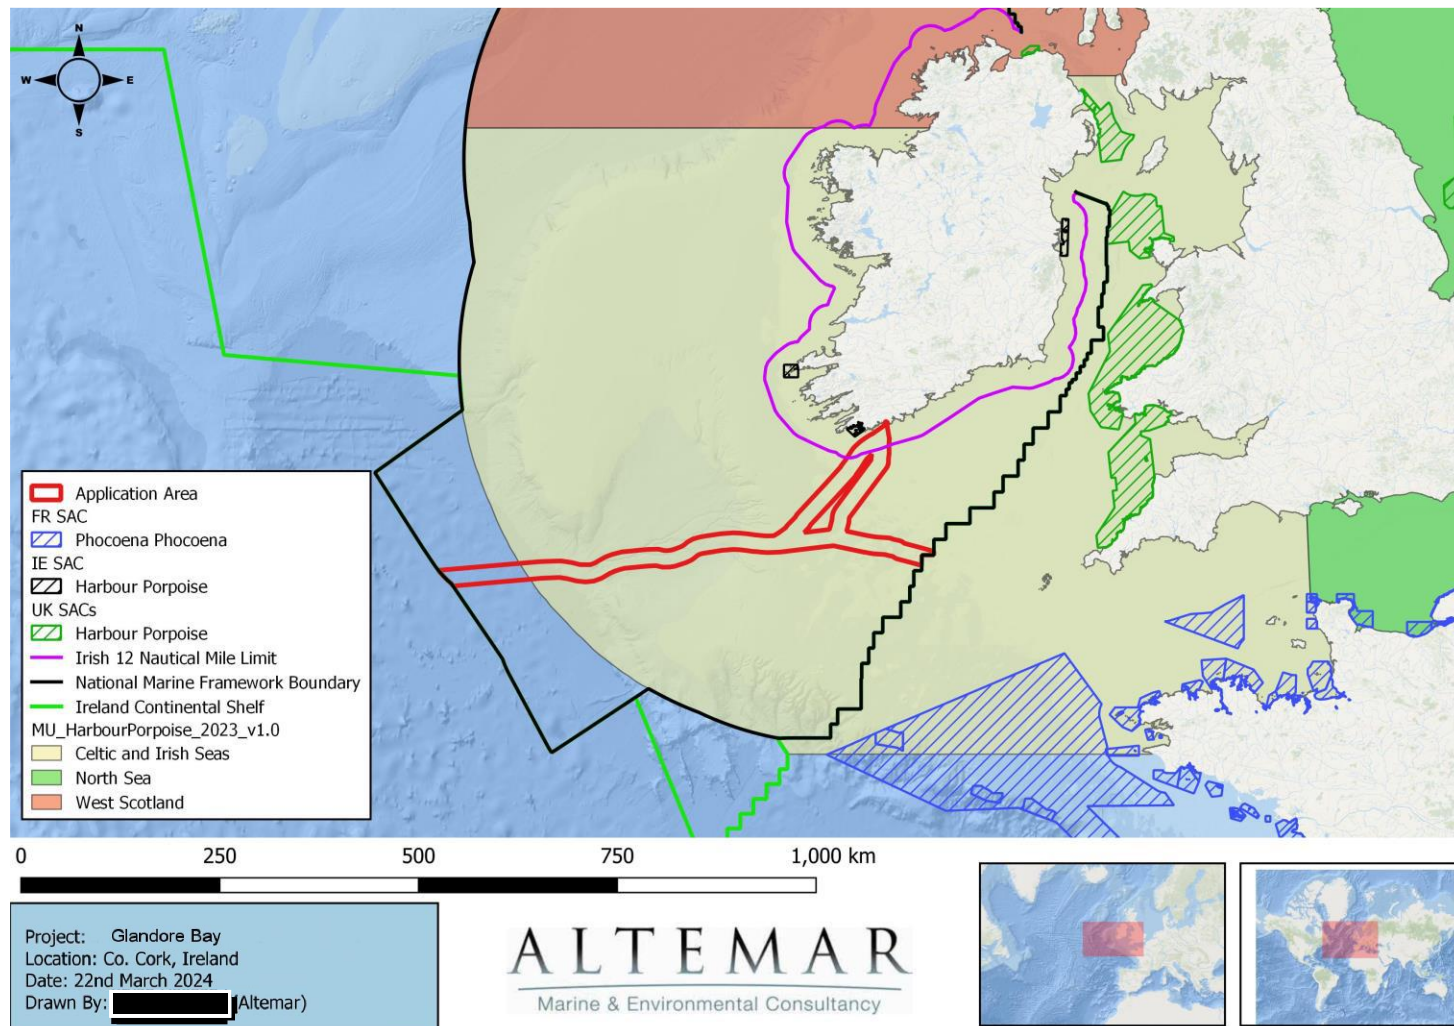 N
W
E
S
Application Area
FR SAC
Phocoena Phocoena
IE SAC
Harbour Porpoise
UK SACs
Harbour Porpoise
Irish 12 Nautical Mile Limit
National Marine Framework Boundary
Ireland Continental Shelf
MU_HarbourPorpoise_2023_v1.0
Celtic and Irish Seas
North Sea
West Scotland
0 250 500 750 1,000 km
Project: Glandore Bay
Location: Co. Cork, Ireland
Date: 22nd March 2024
Drawn By: (Altemar)
ALTEMAR
Marine & Environmental Consultancy